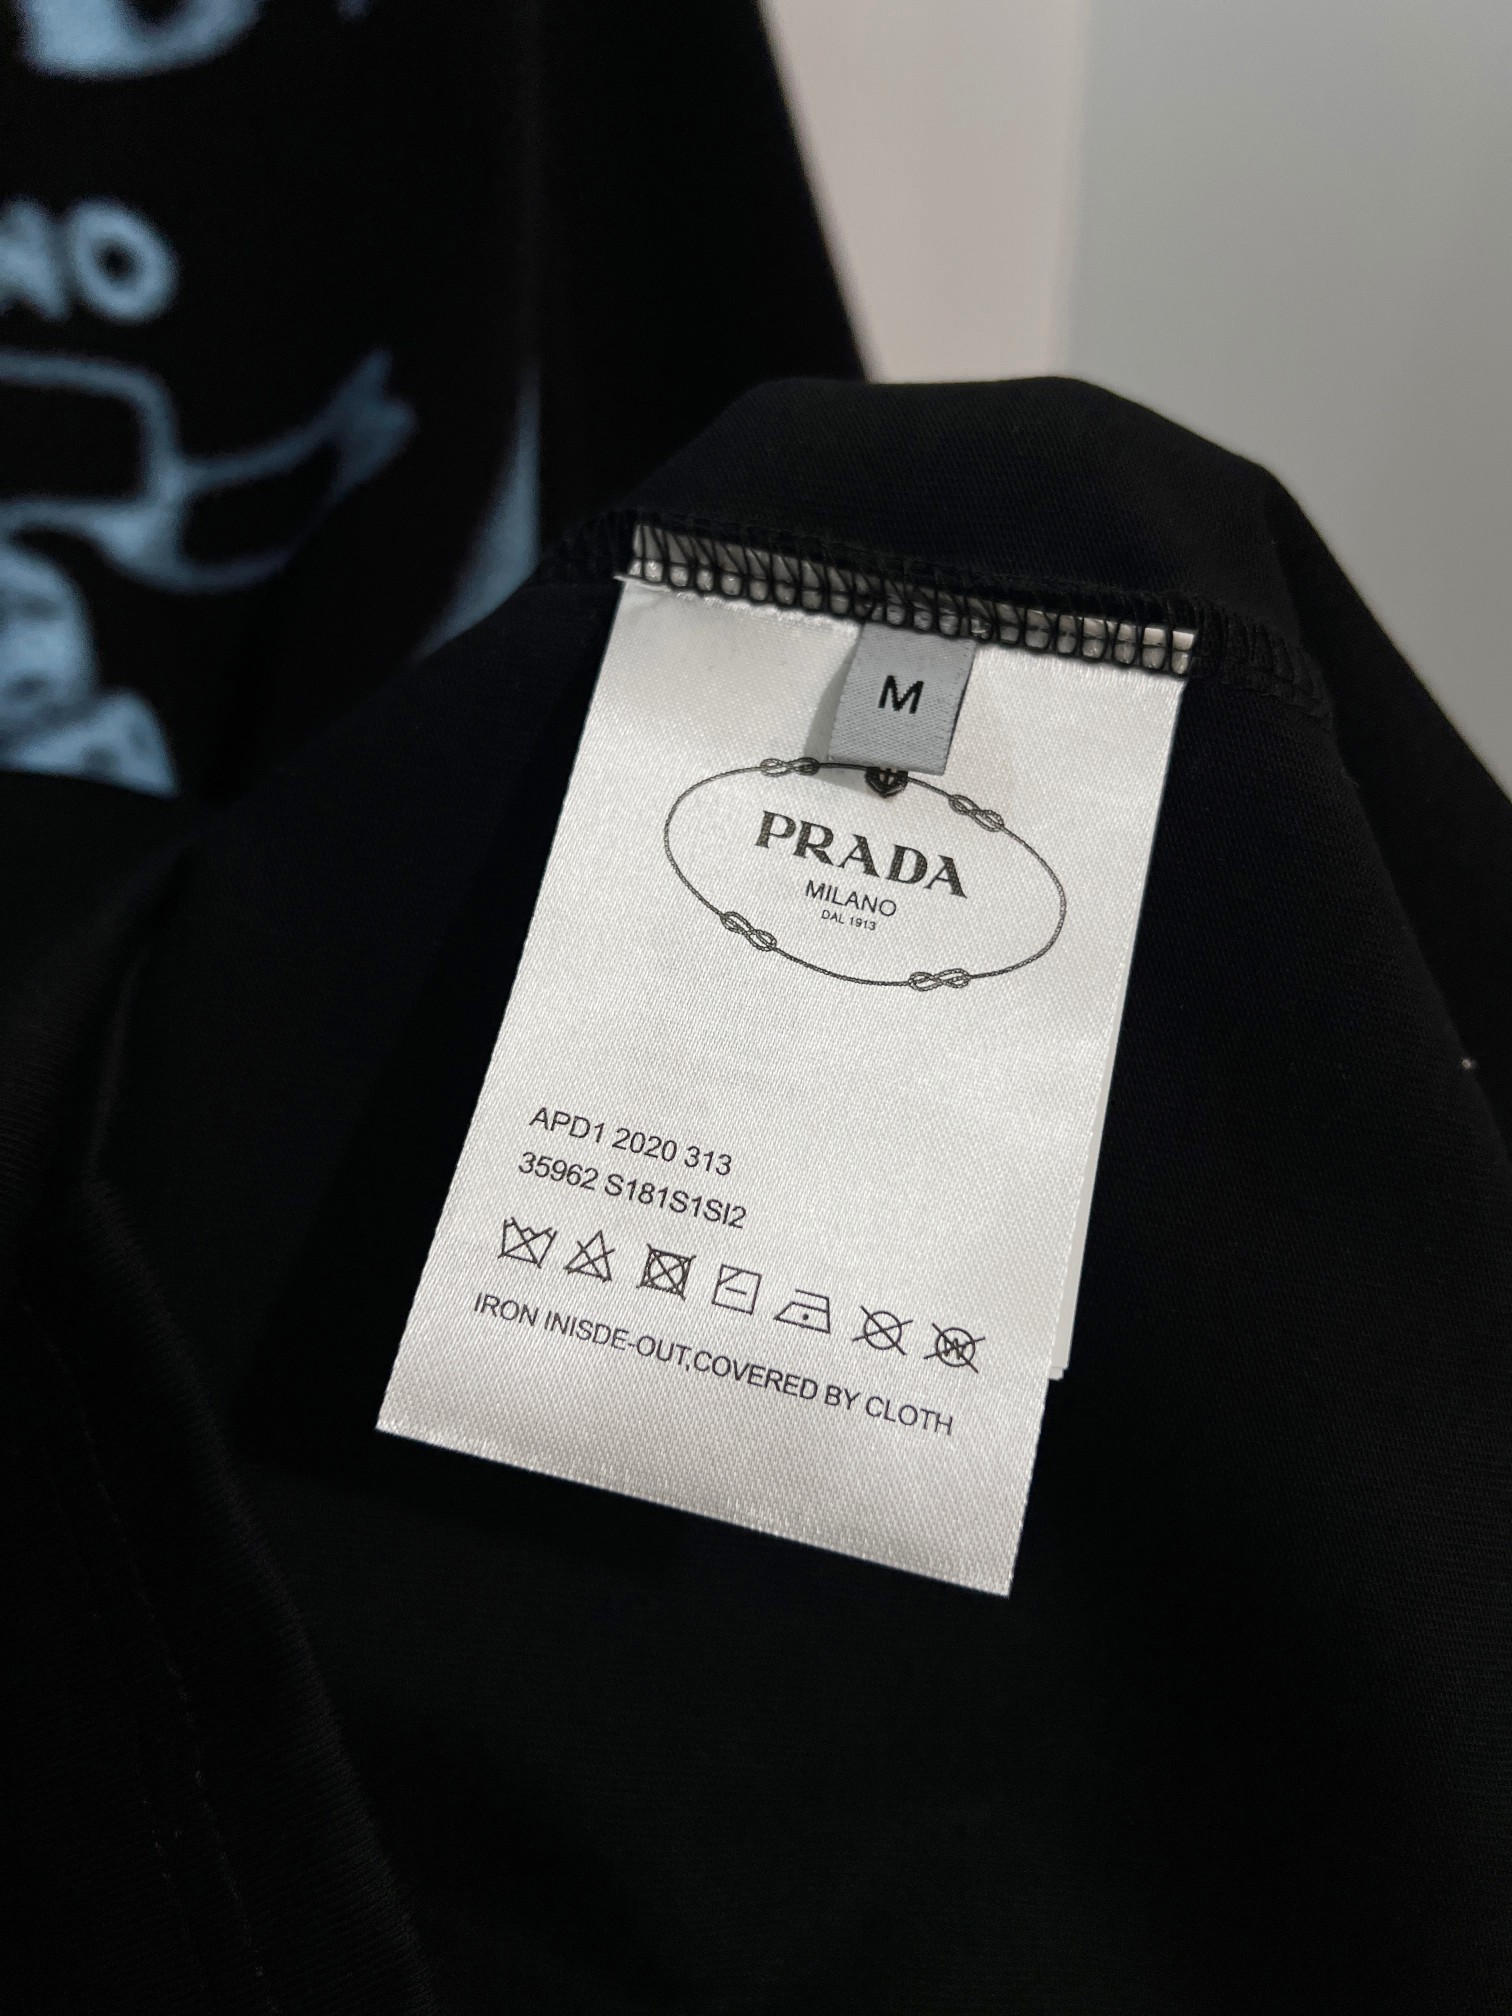 M
PRADA
MILANO
DAL 1913
APD1 2020 313
35962 S181S1SI2
IRON INISDE-OUT,COVERED BY CLOTH